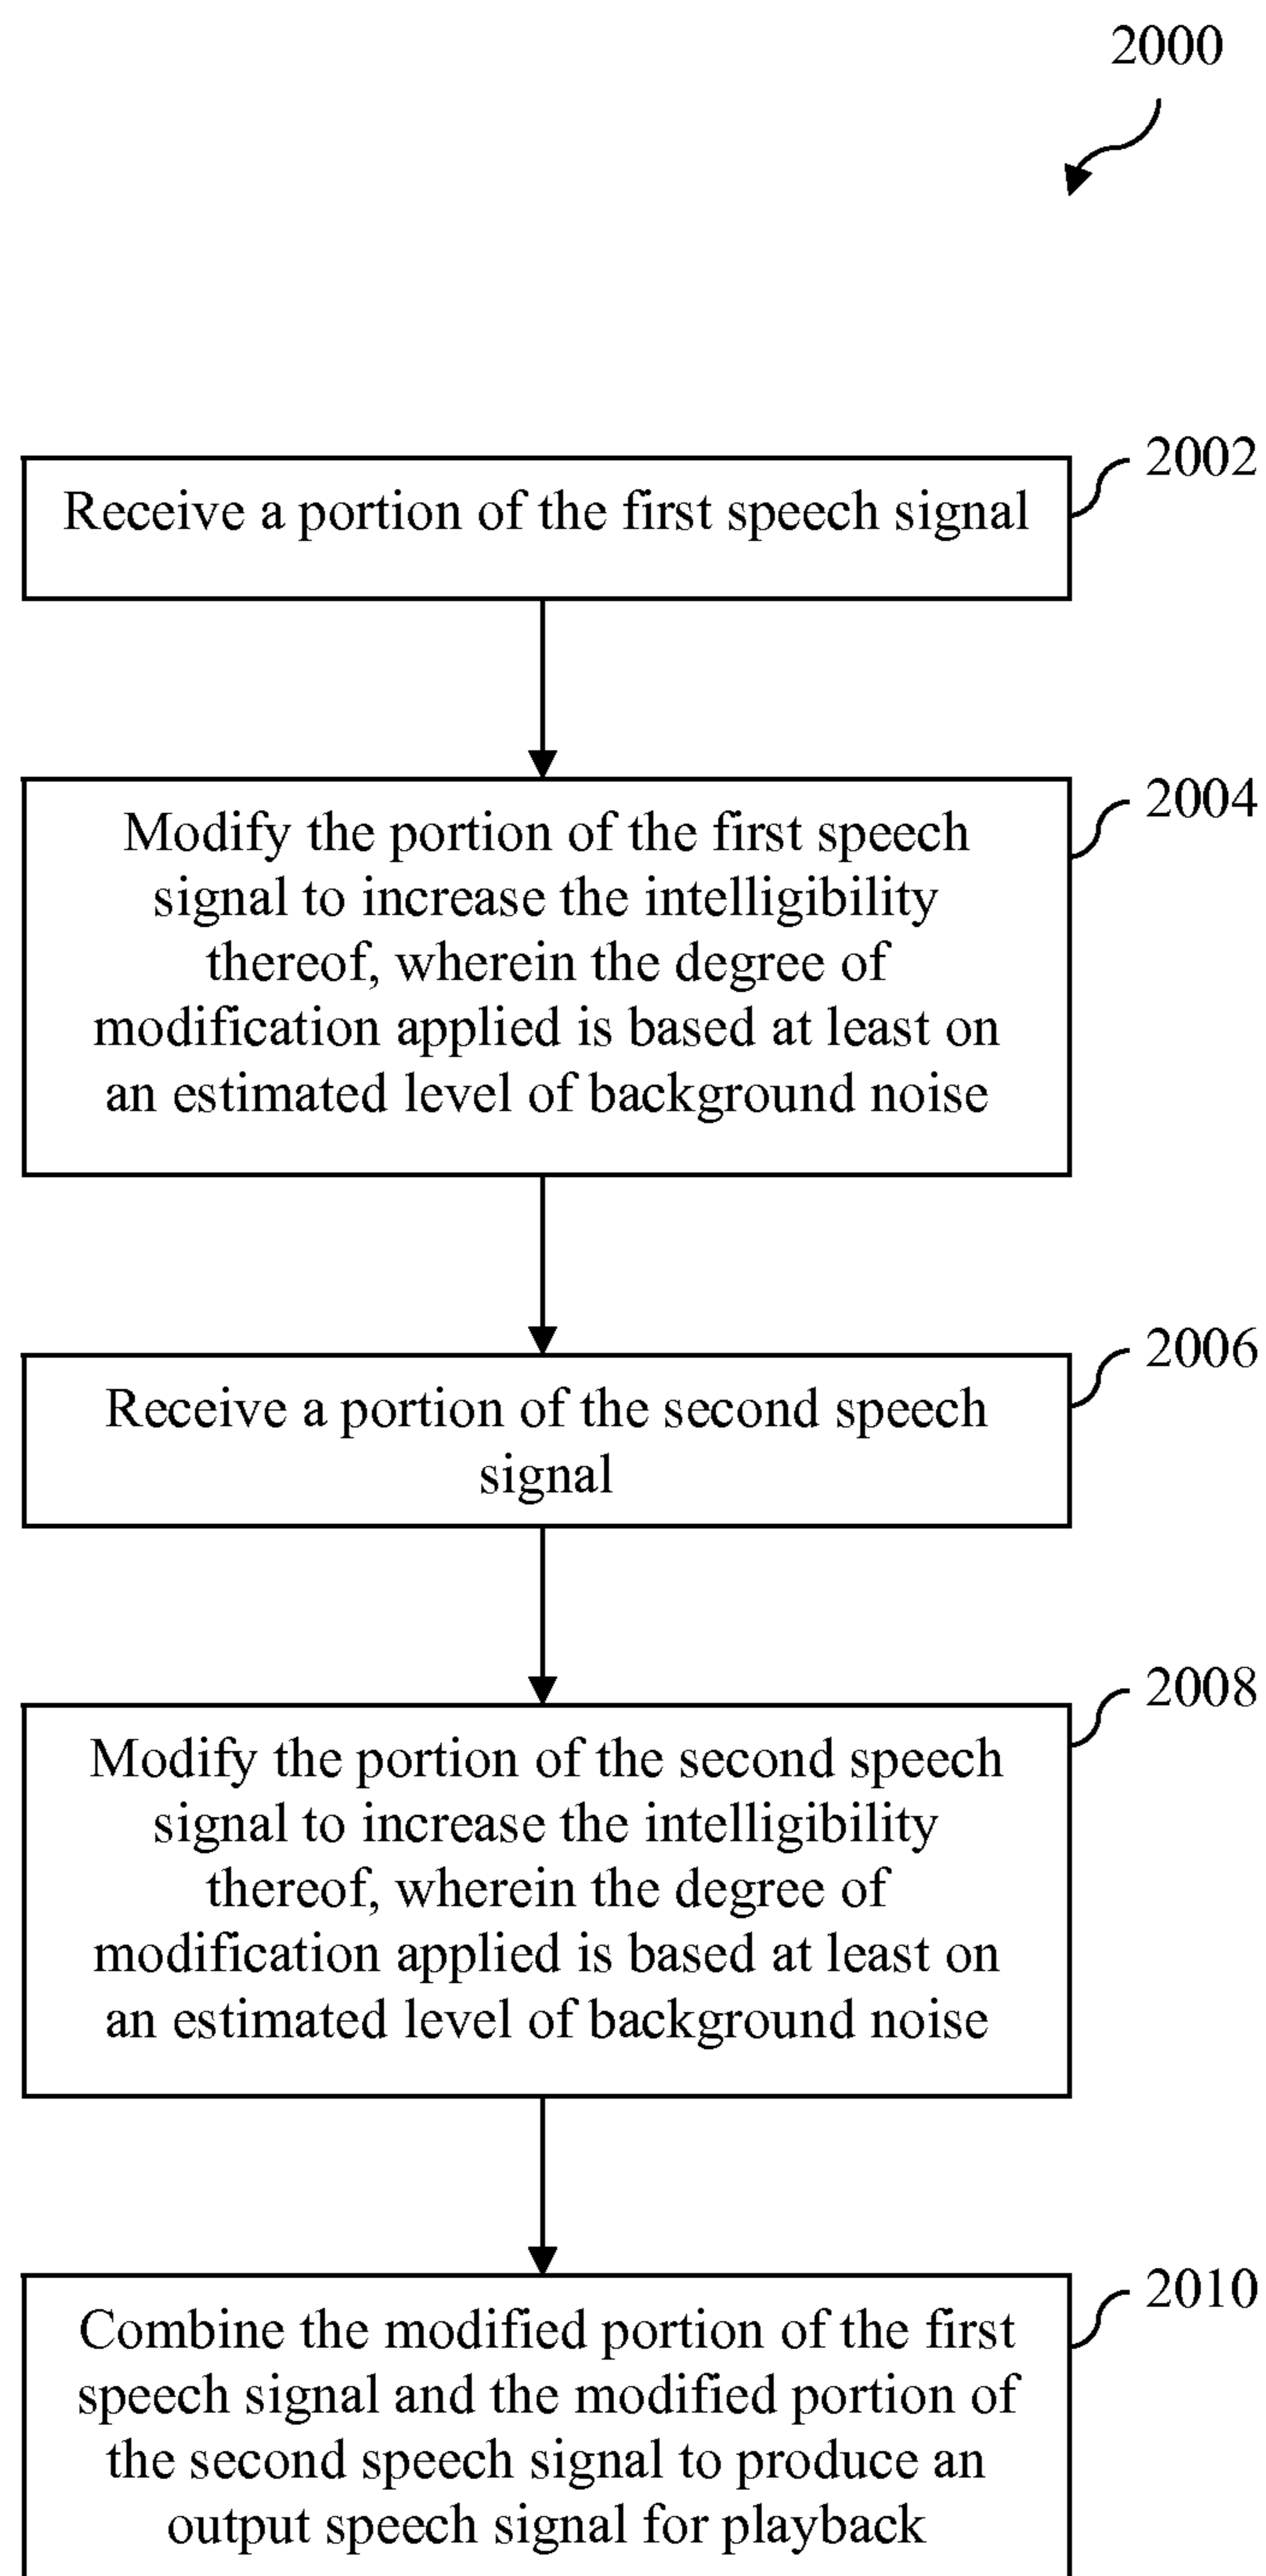 2000
2002
Receive a portion of the first speech signal
2004
Modify the portion of the first speech
signal to increase the intelligibility
thereof, wherein the degree of
modification applied is based at least on
an estimated level of background noise
2006
Receive a portion of the second speech
signal
2008
Modify the portion of the second speech
signal to increase the intelligibility
thereof, wherein the degree of
modification applied is based at least on
an estimated level of background noise
2010
Combine the modified portion of the first
speech signal and the modified portion of
the second speech signal to produce an
output speech signal for playback